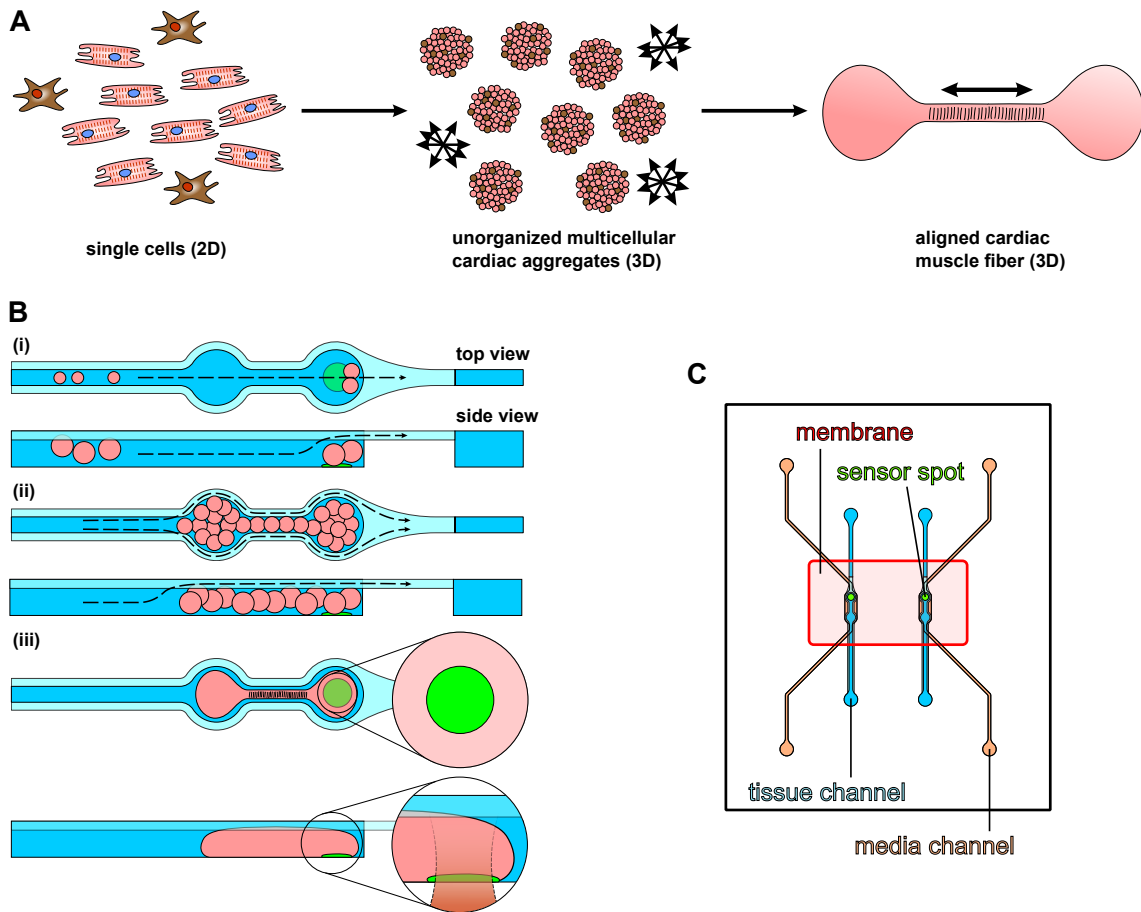 A
single cells (2D)
unorganized multicellular
cardiac aggregates (3D)
aligned cardiac
muscle fiber (3D)
B
(i)
top view
side view
(ii)
(iii)
C
membrane
sensor spot
tissue channel
media channel